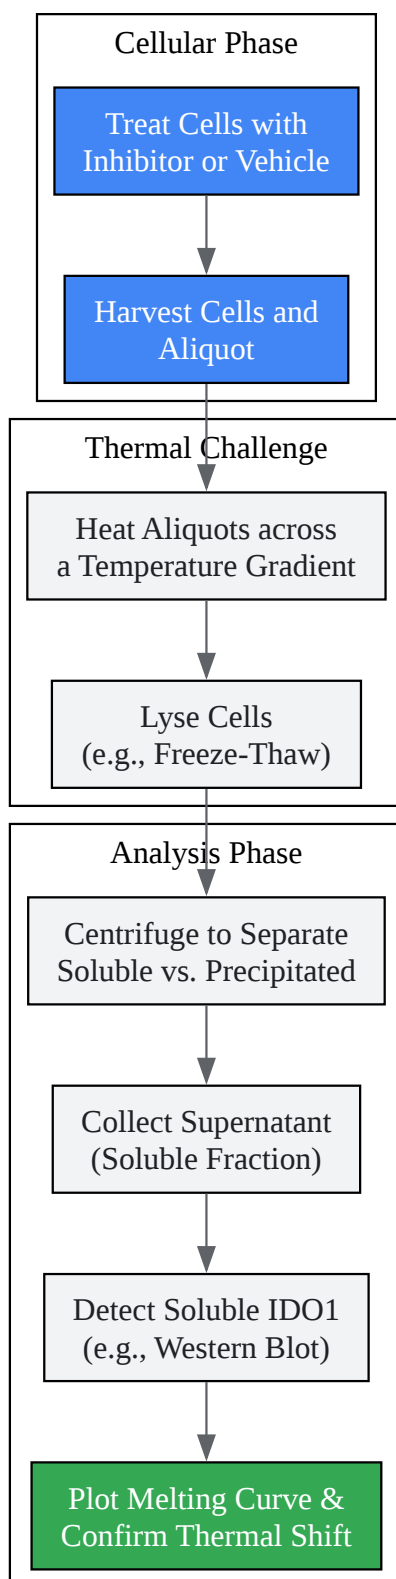 Cellular Phase
Treat Cells with
Inhibitor or Vehicle
Harvest Cells and
Aliquot
Thermal Challenge
Heat Aliquots across
a Temperature Gradient
Lyse Cells
(e.g., Freeze-Thaw)
Analysis Phase
Centrifuge to Separate
Soluble vs. Precipitated
Collect Supernatant
(Soluble Fraction)
Detect Soluble IDO1
(e.g., Western Blot)
Plot Melting Curve &
Confirm Thermal Shift